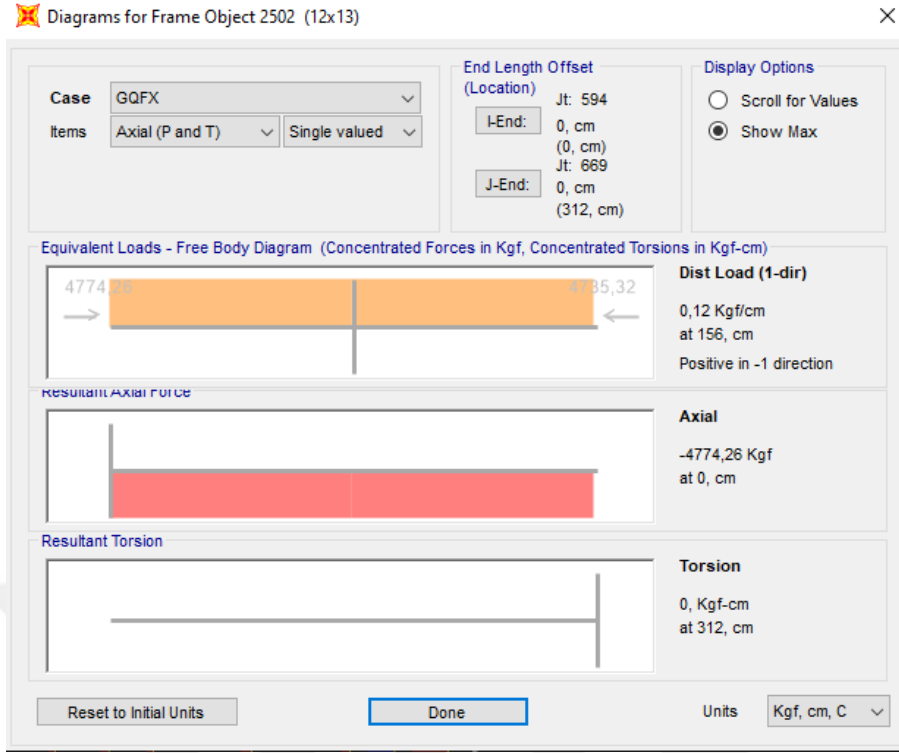 Diagrams for Frame Object 2502 (12x13)
Case GQFX
Items Axial (P and T) Single valued
End Length Offset
(Location)
I-End:
Jt: 594
0, cm
(0, cm)
J-End:
Jt: 669
0, cm
(312, cm)
Display Options
Scroll for Values
Show Max
Equivalent Loads - Free Body Diagram (Concentrated Forces in Kgf, Concentrated Torsions in Kgf-cm)
4774,26
4735,32
Dist Load (1-dir)
0,12 Kgf/cm
at 156, cm
Positive in -1 direction
Resultant Axial Force
Axial
-4774,26 Kgf
at 0, cm
Resultant Torsion
Torsion
0, Kgf-cm
at 312, cm
Reset to Initial Units
Done
Units Kgf, cm, C